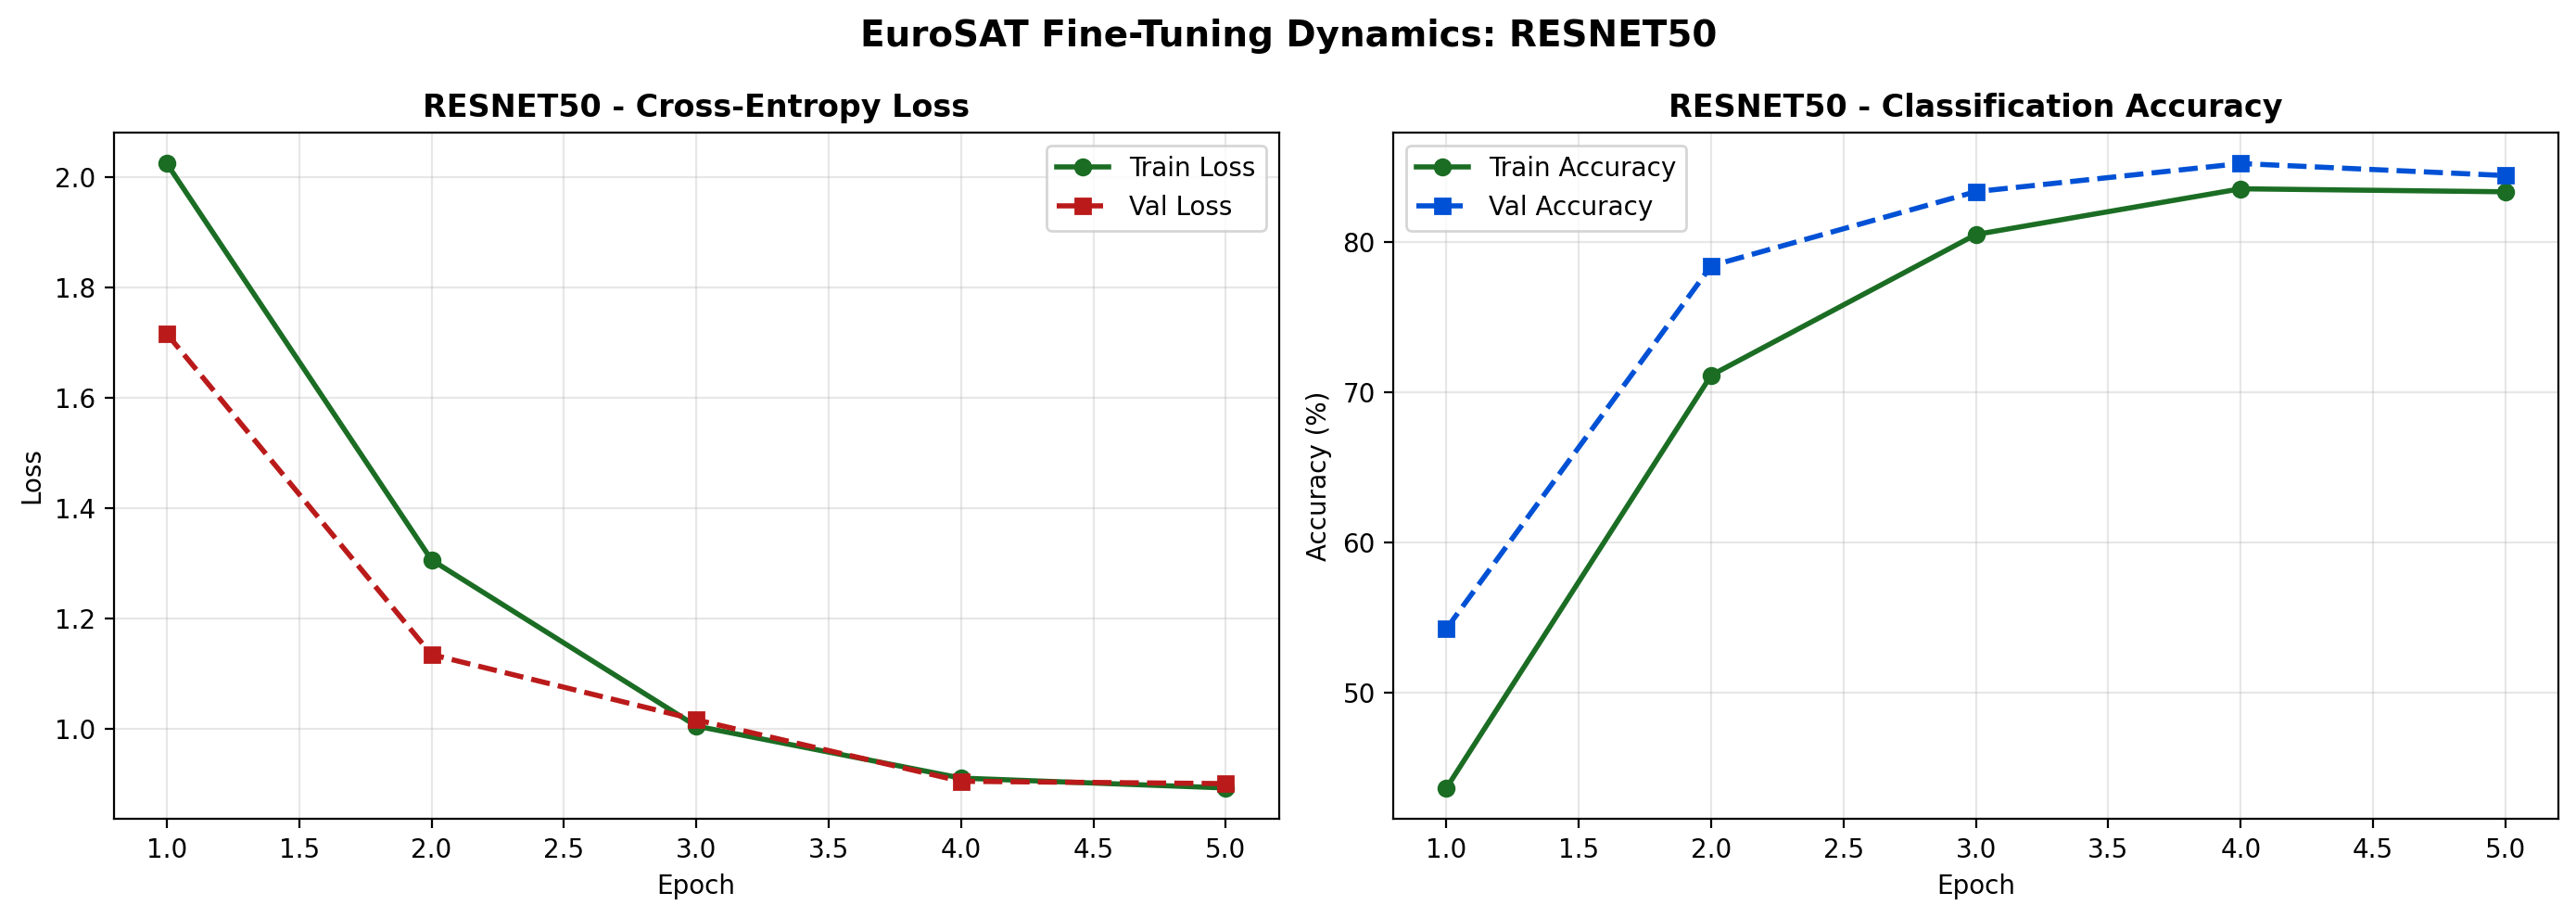 EuroSAT Fine-Tuning Dynamics: RESNET50
RESNET50 - Cross-Entropy Loss
Train Loss
Val Loss
2.0
1.8
1.6
1.4
1.2
1.0
Loss
1.0 1.5 2.0 2.5 3.0 3.5 4.0 4.5 5.0
Epoch
RESNET50 - Classification Accuracy
Train Accuracy
Val Accuracy
80
70
60
50
Accuracy (%)
1.0 1.5 2.0 2.5 3.0 3.5 4.0 4.5 5.0
Epoch